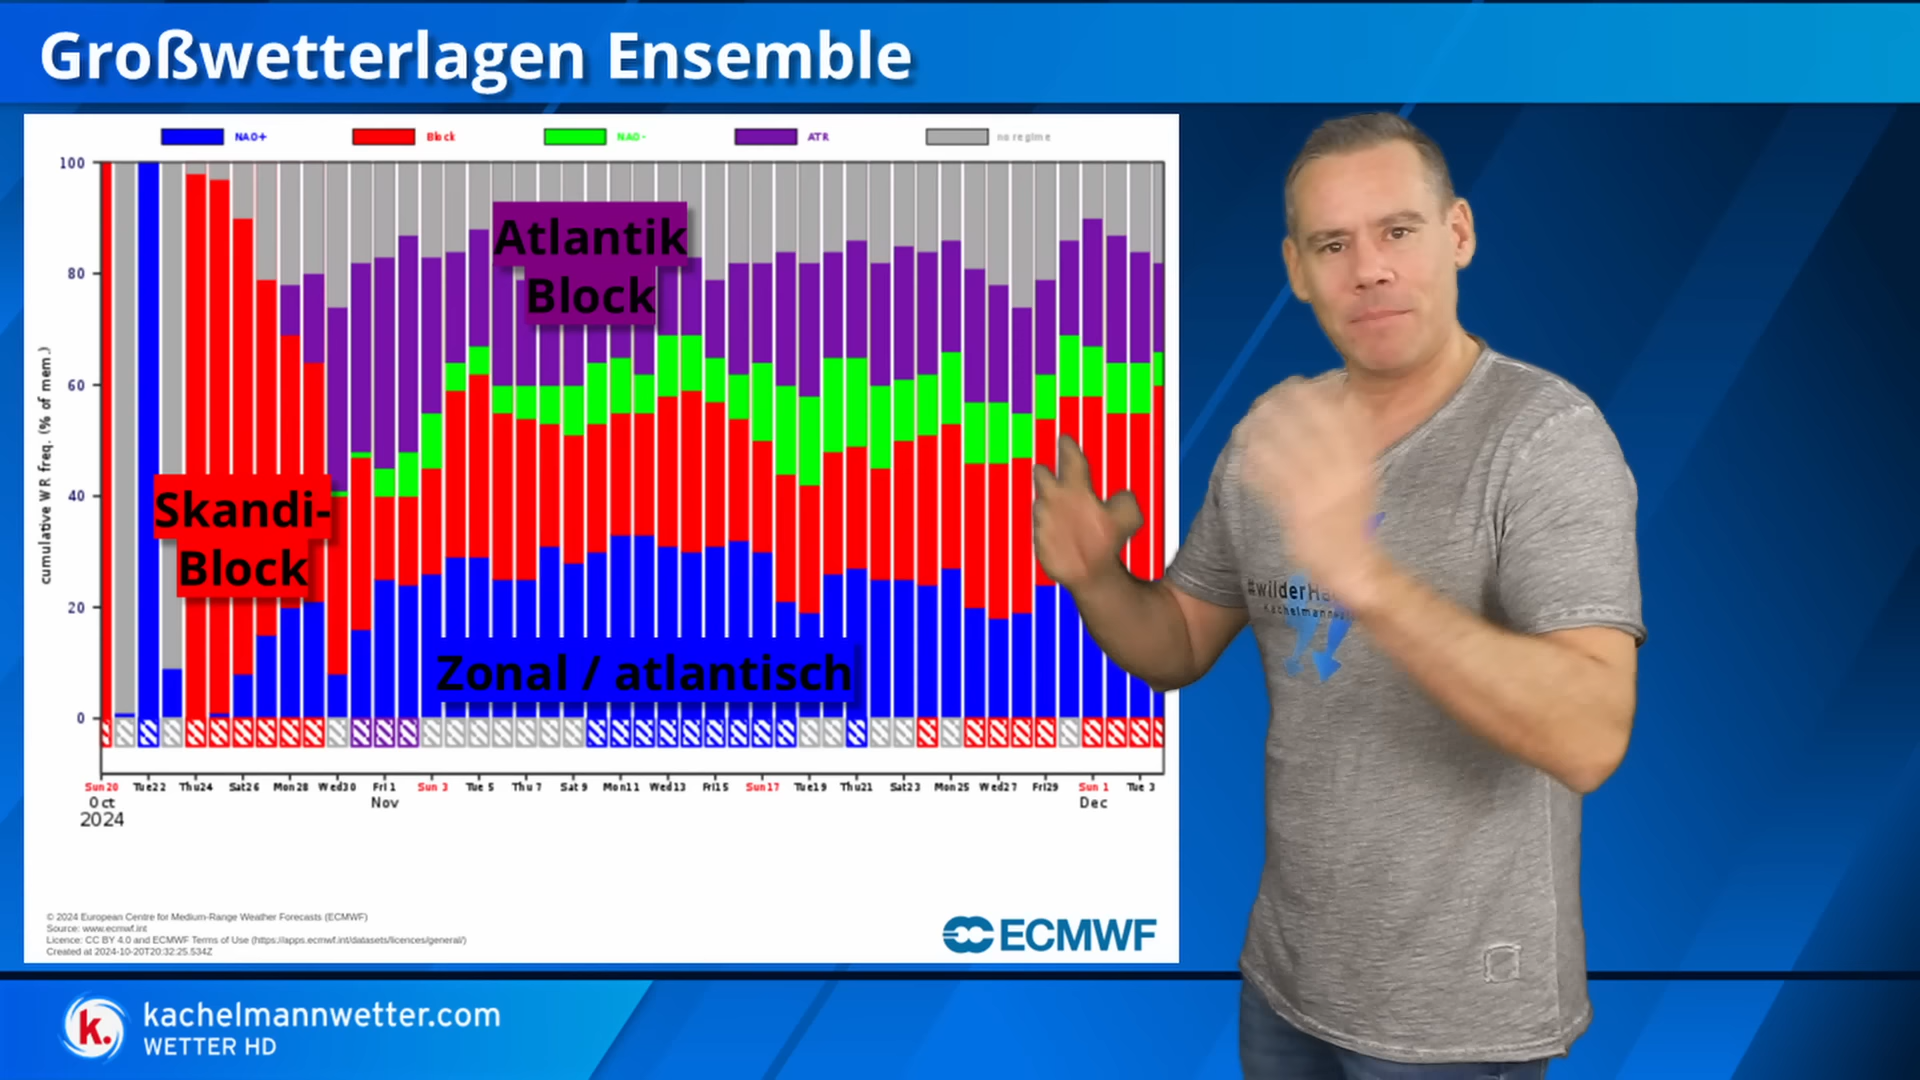 Großwetterlagen Ensemble
NAO+ Block NAO- ATR no regime
100
80
60
40
20
0
cumulative WR freq. (% of mem.)
Atlantik
Block
Skandi-
Block
Zonal / atlantisch
Sun 20 Tue 22 Thu 24 Sat 26 Mon 28 Wed 30 Fri 1 Sun 3 Tue 5 Thu 7 Sat 9 Mon 11 Wed 13 Fri 15 Sun 17 Tue 19 Thu 21 Sat 23 Mon 25 Wed 27 Fri 29 Sun 1 Tue 3
Oct Nov Dec
2024
© 2024 European Centre for Medium-Range Weather Forecasts (ECMWF)
Source: www.ecmwf.int
Licence: CC BY 4.0 and ECMWF Terms of Use (https://apps.ecmwf.int/datasets/licences/general/)
Created at 2024-10-20T20:32:25.534Z
ECMWF
k.
kachelmannwetter.com
WETTER HD